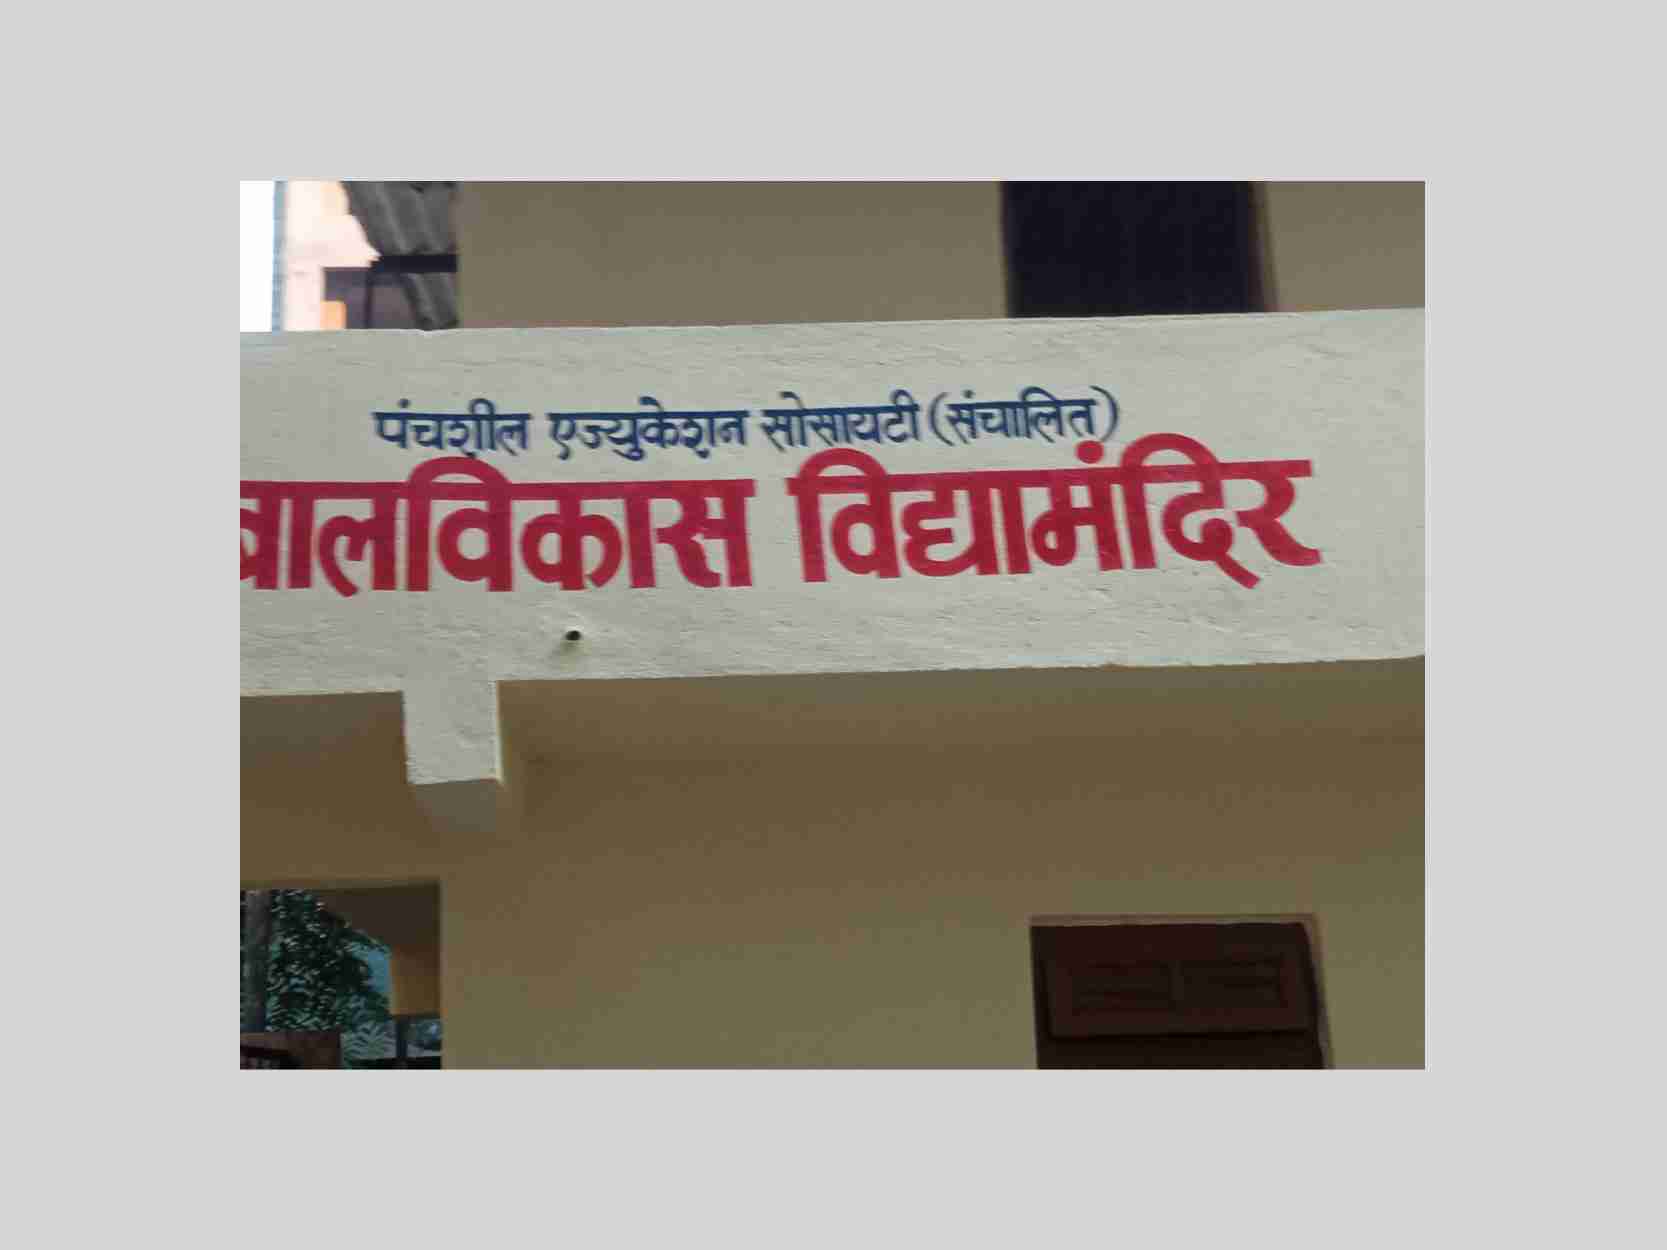 पंचशील एज्युकेशन सोसायटी (संचालित)
बालविकास विद्यामंदिर